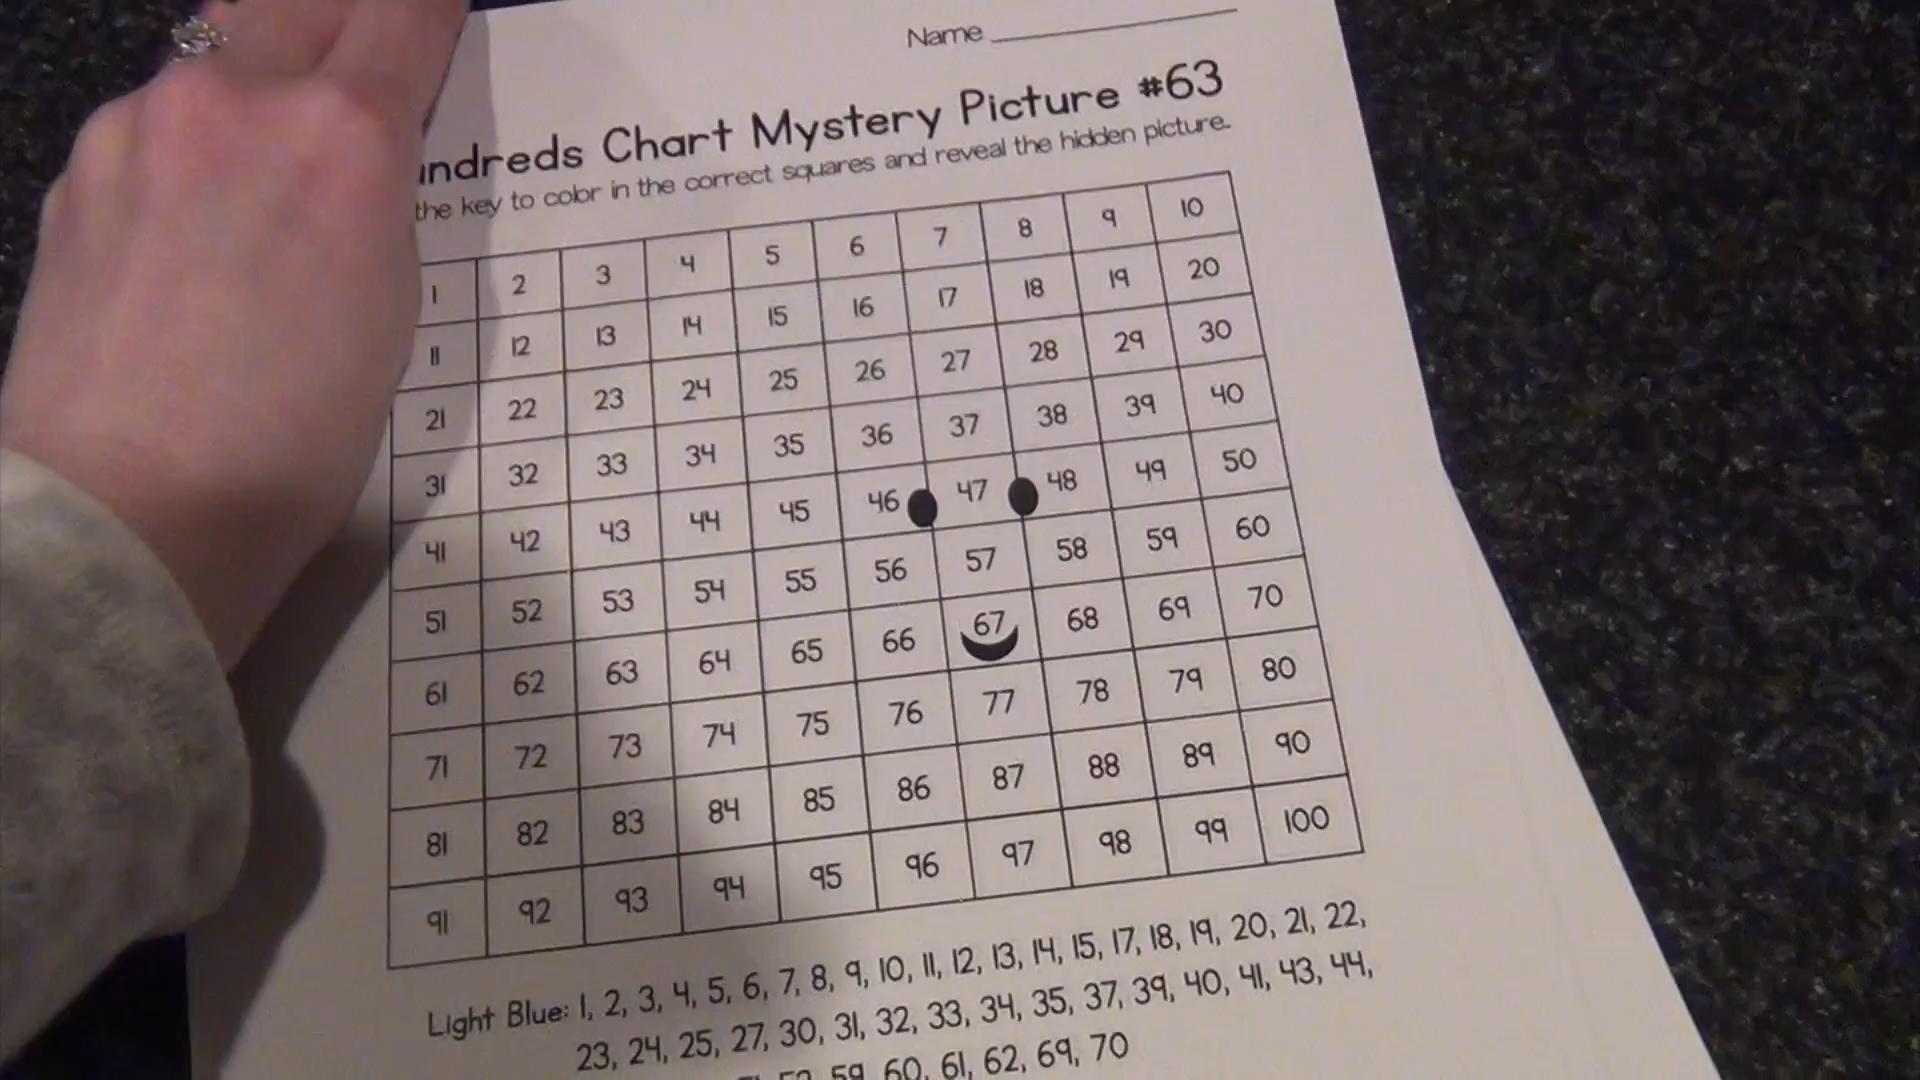 Name
undreds Chart Mystery Picture #63
the key to color in the correct squares and reveal the hidden picture.
1 2 3 4 5 6 7 8 9 10
11 12 13 14 15 16 17 18 19 20
21 22 23 24 25 26 27 28 29 30
31 32 33 34 35 36 37 38 39 40
41 42 43 44 45 46 47 48 49 50
51 52 53 54 55 56 57 58 59 60
61 62 63 64 65 66 67 68 69 70
71 72 73 74 75 76 77 78 79 80
81 82 83 84 85 86 87 88 89 90
91 92 93 94 95 96 97 98 99 100
Light Blue: 1, 2, 3, 4, 5, 6, 7, 8, 9, 10, 11, 12, 13, 14, 15, 17, 18, 19, 20, 21, 22,
23, 24, 25, 27, 30, 31, 32, 33, 34, 35, 37, 39, 40, 41, 43, 44,
59, 60, 61, 62, 69, 70